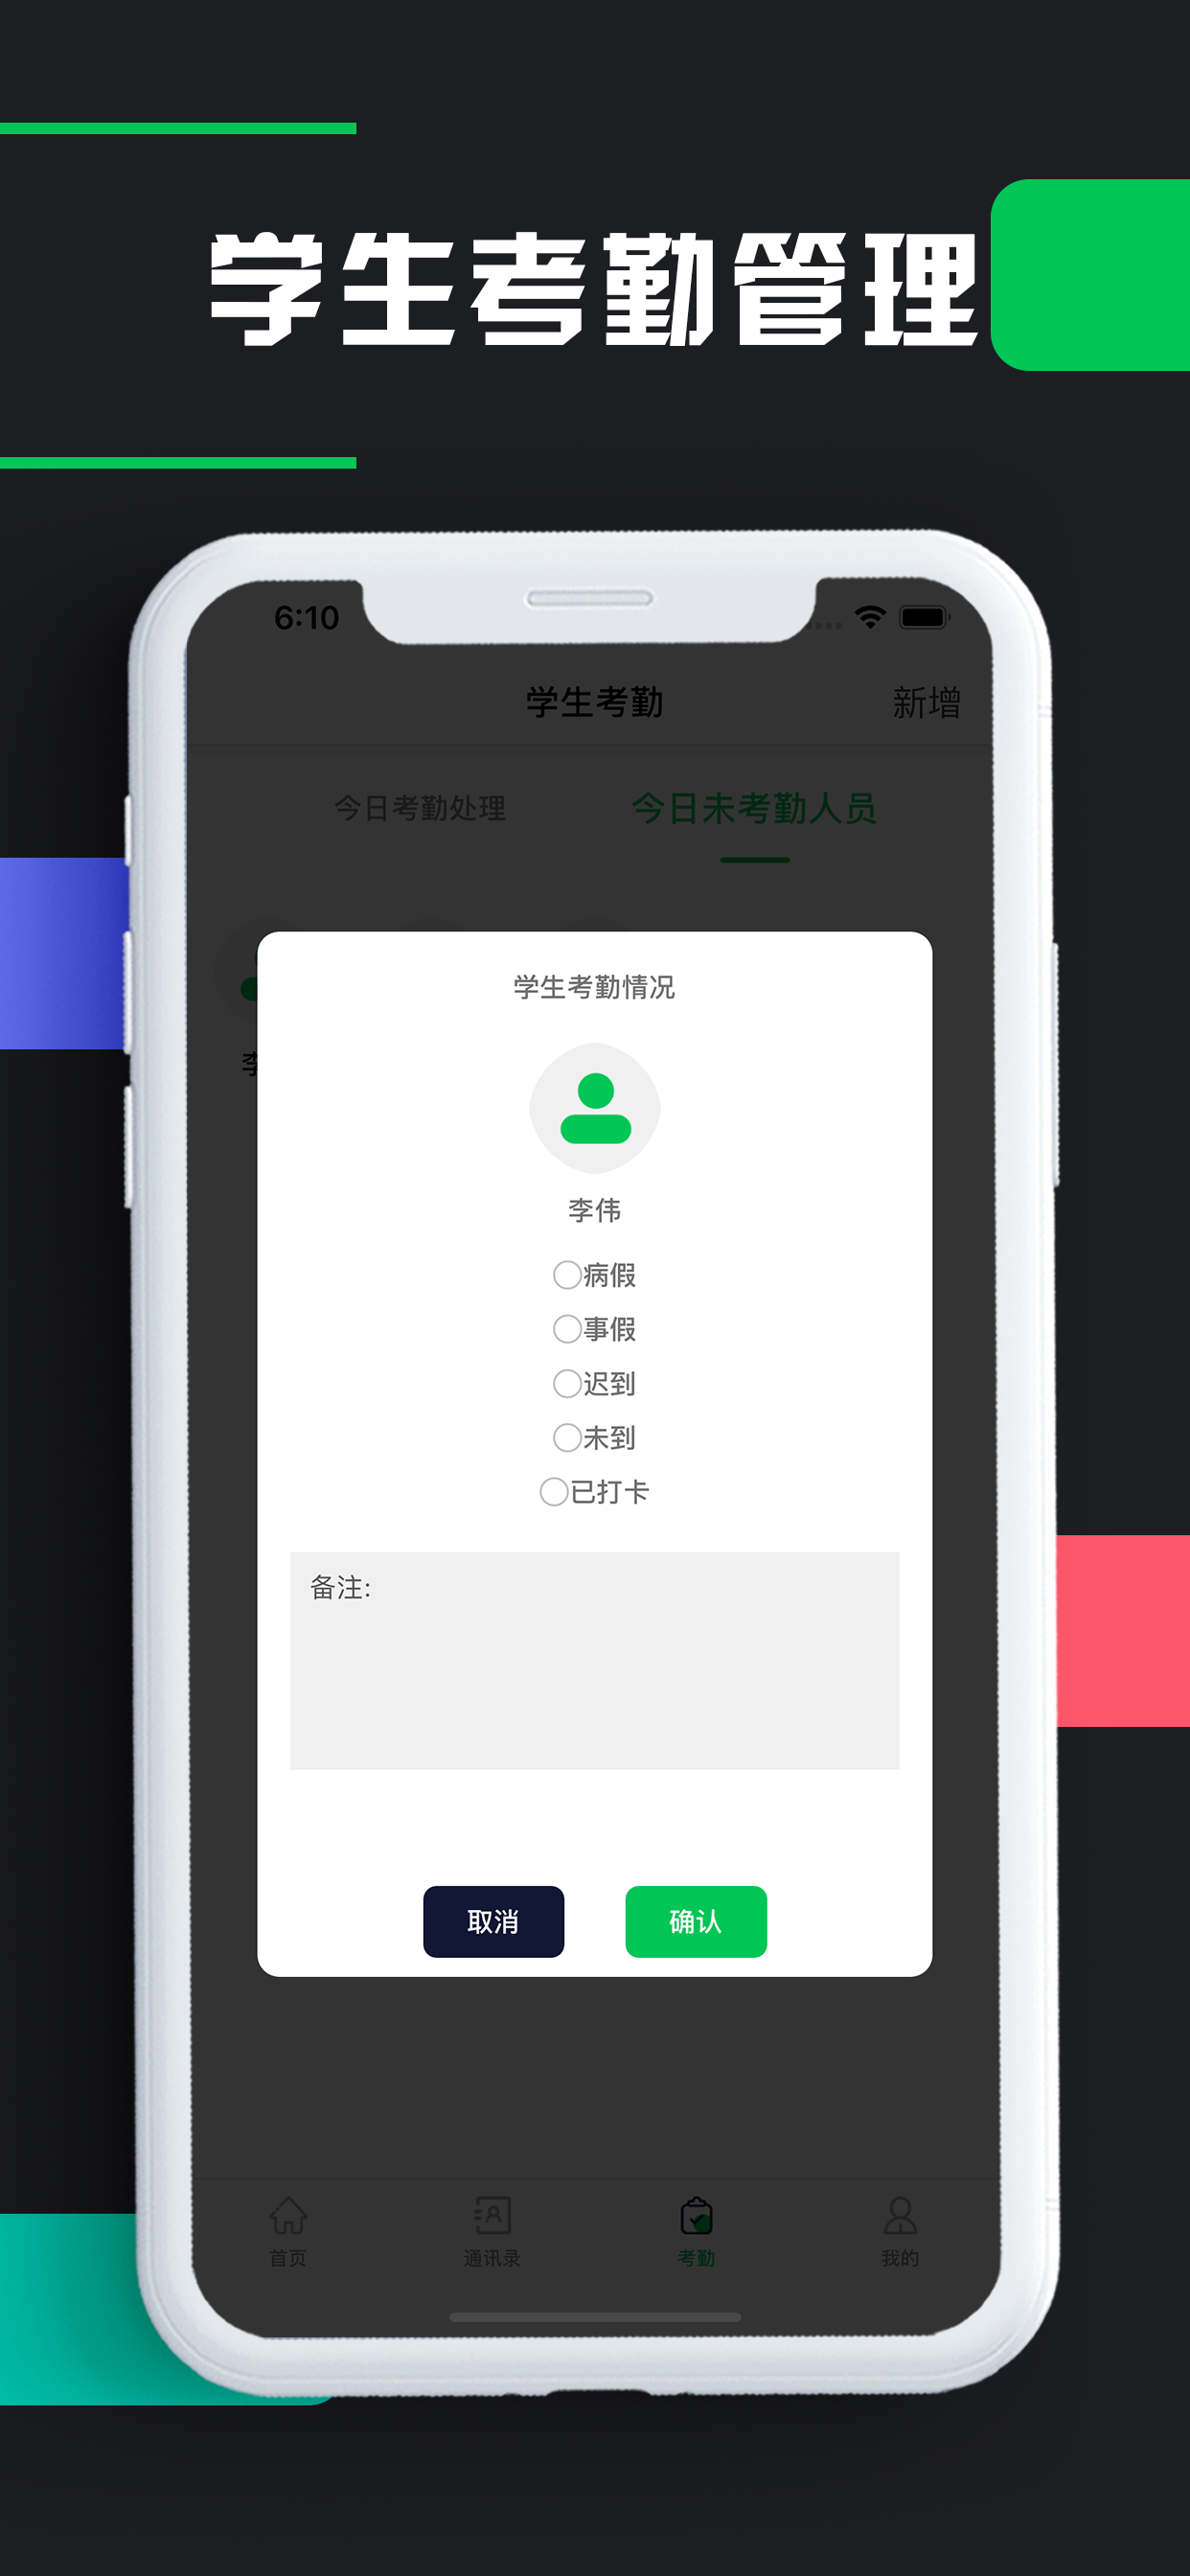 学生考勤管理
6:10
学生考勤
新增
今日考勤处理
今日未考勤人员
学生考勤情况
李伟
病假
事假
迟到
未到
已打卡
备注:
取消
确认
首页
通讯录
考勤
我的